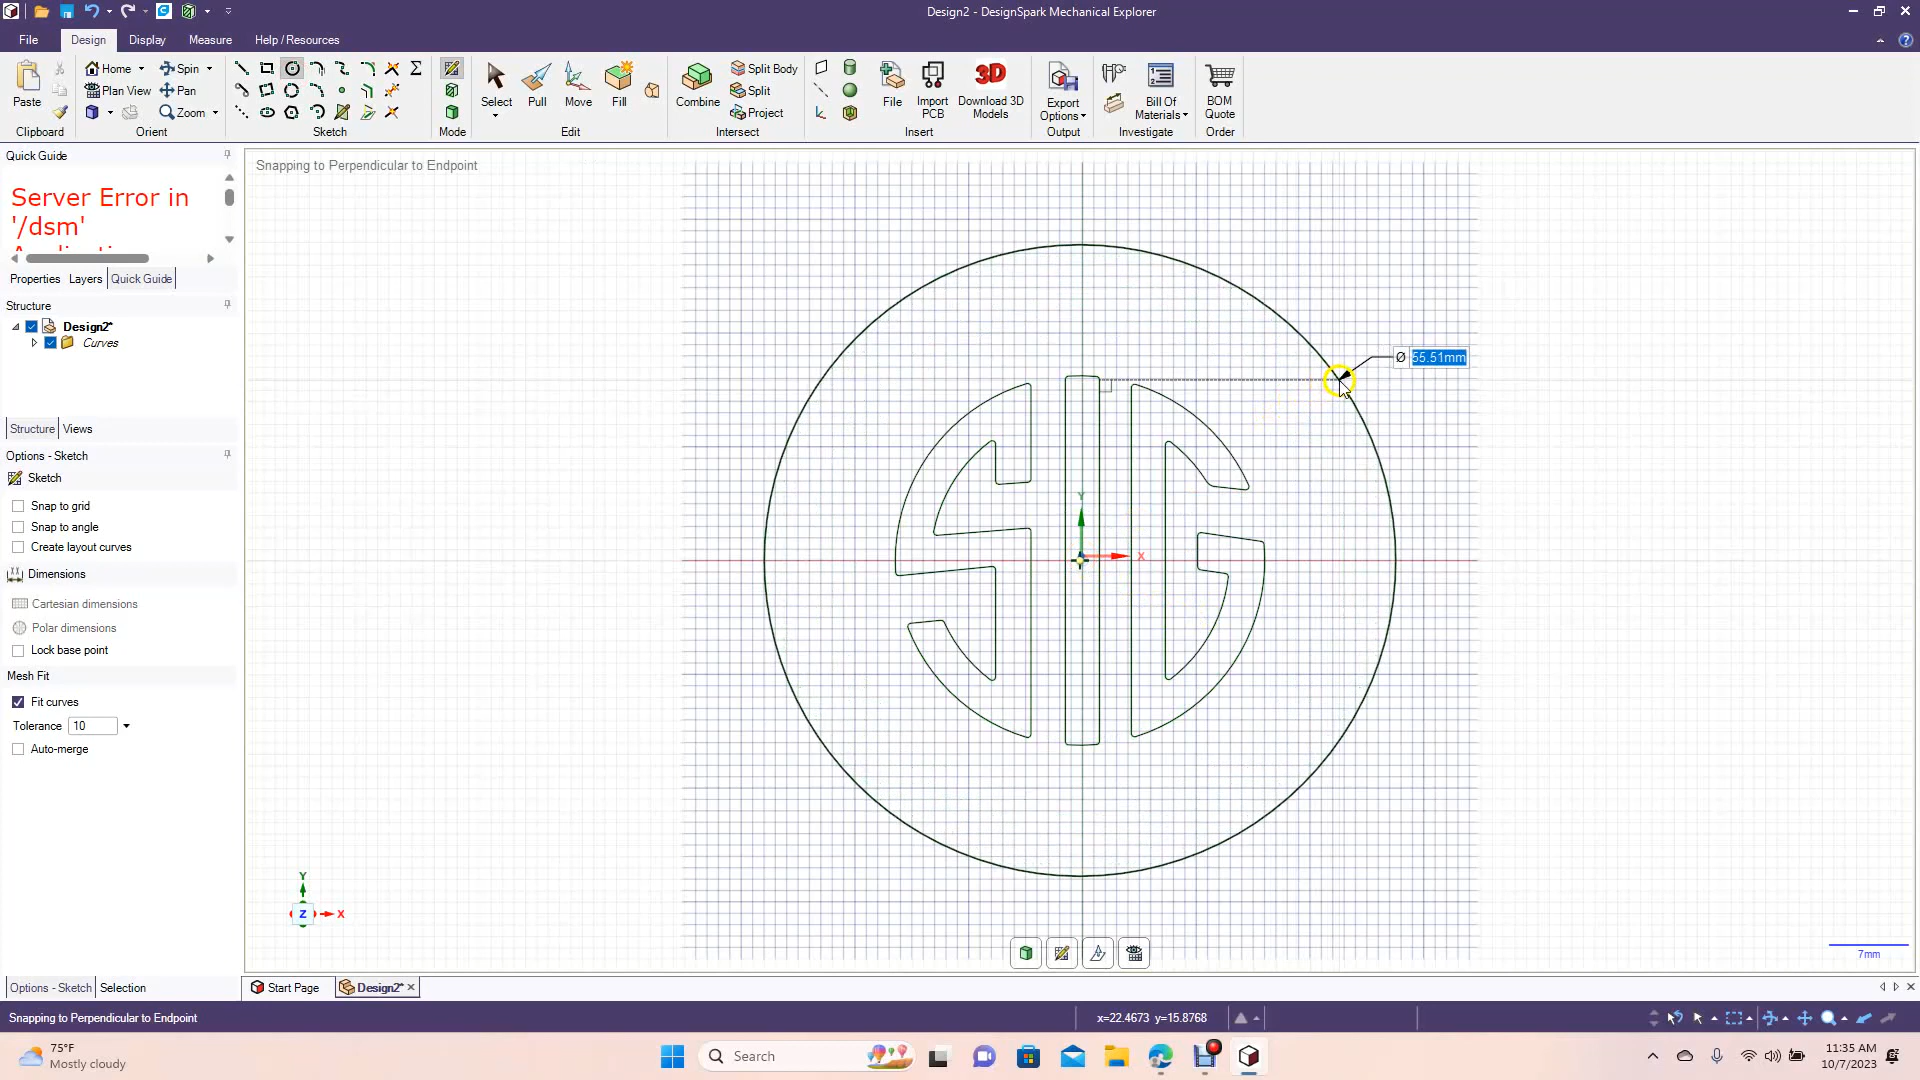 Design2 - DesignSpark Mechanical Explorer
File
Design
Display
Measure
Help / Resources
Paste
Home
Plan View
Spin
Pan
Zoom
Select
Pull
Move
Fill
Combine
Split Body
Split
Project
File
Import
PCB
Download 3D
Models
Export
Options
Bill Of
Materials
BOM
Quote
Clipboard
Orient
Sketch
Mode
Edit
Intersect
Insert
Output
Investigate
Order
Quick Guide
Server Error in
'/dsm'
Properties
Layers
Quick Guide
Structure
Design2*
Curves
Structure
Views
Options - Sketch
Sketch
Snap to grid
Snap to angle
Create layout curves
Dimensions
Cartesian dimensions
Polar dimensions
Lock base point
Mesh Fit
Fit curves
Tolerance 10
Auto-merge
Snapping to Perpendicular to Endpoint
Ø 55.51mm
Y
X
Y
Z
X
7mm
Options - Sketch
Selection
Start Page
Design2*
Snapping to Perpendicular to Endpoint
x=22.4673 y=15.8768
75°F
Mostly cloudy
Search
11:35 AM
10/7/2023